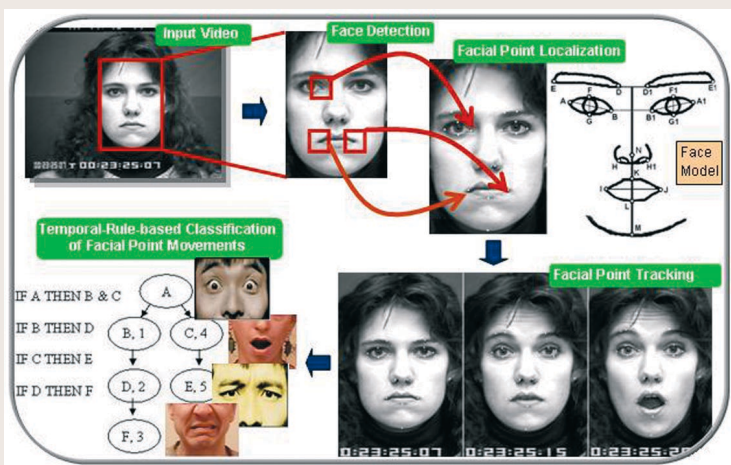 Input Video
Face Detection
Facial Point Localization
00:23:25:07
E F D D1 F1 E1
A B B1 A1
G G1
N
H H1
K
I J
L
M
Face
Model
Temporal-Rule-based Classification
of Facial Point Movements
Facial Point Tracking
IF A THEN B & C
IF B THEN D
IF C THEN E
IF D THEN F
A
B, 1 C, 4
D, 2 E, 5
F, 3
0:23:25:07 0:23:25:15